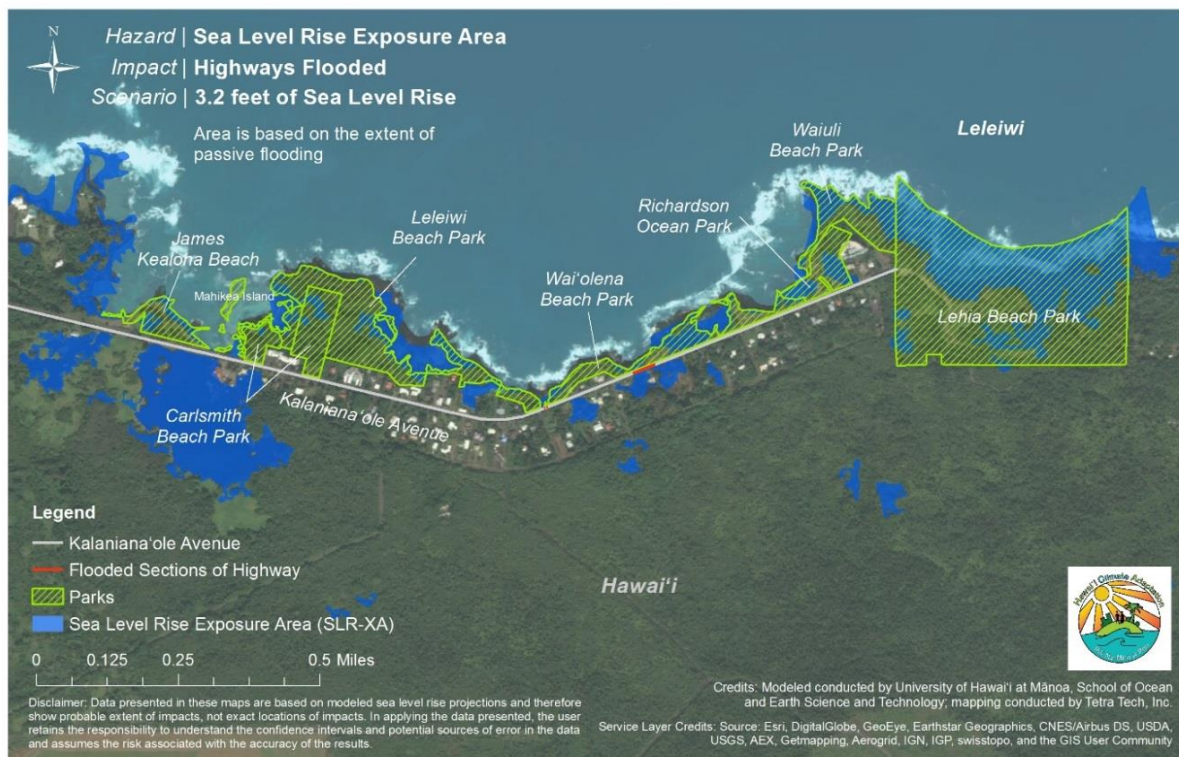 N
Hazard | Sea Level Rise Exposure Area
Impact | Highways Flooded
Scenario | 3.2 feet of Sea Level Rise
Area is based on the extent of
passive flooding
Waiuli
Beach Park
Leleiwi
Richardson
Ocean Park
Leleiwi
Beach Park
James
Kealoha Beach
Mahikea Island
Wai‘olena
Beach Park
Lehia Beach Park
Carlsmith
Beach Park
Kalaniana‘ole Avenue
Legend
Kalaniana‘ole Avenue
Flooded Sections of Highway
Parks
Sea Level Rise Exposure Area (SLR-XA)
0 0.125 0.25 0.5 Miles
Hawai‘i
Hawai‘i Climate Adaptation
Disclaimer: Data presented in these maps are based on modeled sea level rise projections and therefore
show probable extent of impacts, not exact locations of impacts. In applying the data presented, the user
retains the responsibility to understand the confidence intervals and potential sources of error in the data
and assumes the risk associated with the accuracy of the results.
Credits: Modeled conducted by University of Hawai‘i at Mānoa, School of Ocean
and Earth Science and Technology; mapping conducted by Tetra Tech, Inc.
Service Layer Credits: Source: Esri, DigitalGlobe, GeoEye, Earthstar Geographics, CNES/Airbus DS, USDA,
USGS, AEX, Getmapping, Aerogrid, IGN, IGP, swisstopo, and the GIS User Community